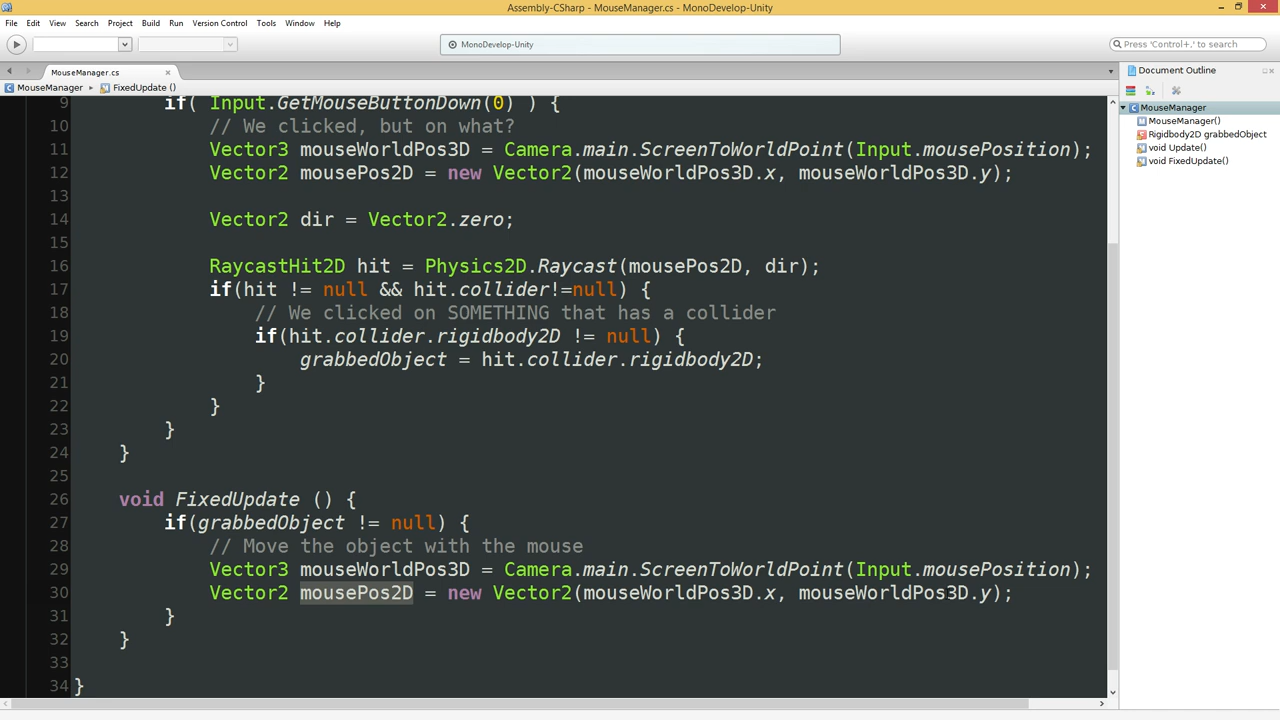 Assembly-CSharp - MouseManager.cs - MonoDevelop-Unity
File Edit View Search Project Build Run Version Control Tools Window Help
MonoDevelop-Unity
Press 'Control+,' to search
MouseManager.cs
MouseManager FixedUpdate ()
9 if( Input.GetMouseButtonDown(0) ) {
10 // We clicked, but on what?
11 Vector3 mouseWorldPos3D = Camera.main.ScreenToWorldPoint(Input.mousePosition);
12 Vector2 mousePos2D = new Vector2(mouseWorldPos3D.x, mouseWorldPos3D.y);
13
14 Vector2 dir = Vector2.zero;
15
16 RaycastHit2D hit = Physics2D.Raycast(mousePos2D, dir);
17 if(hit != null && hit.collider!=null) {
18 // We clicked on SOMETHING that has a collider
19 if(hit.collider.rigidbody2D != null) {
20 grabbedObject = hit.collider.rigidbody2D;
21 }
22 }
23 }
24 }
25
26 void FixedUpdate () {
27 if(grabbedObject != null) {
28 // Move the object with the mouse
29 Vector3 mouseWorldPos3D = Camera.main.ScreenToWorldPoint(Input.mousePosition);
30 Vector2 mousePos2D = new Vector2(mouseWorldPos3D.x, mouseWorldPos3D.y);
31 }
32 }
33
34 }
Document Outline
MouseManager
MouseManager()
Rigidbody2D grabbedObject
void Update()
void FixedUpdate()